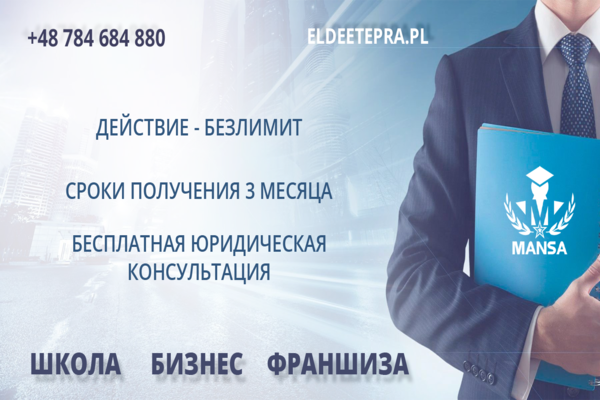 +48 784 684 880
ELDEETEPRA.PL
ДЕЙСТВИЕ - БЕЗЛИМИТ
СРОКИ ПОЛУЧЕНИЯ 3 МЕСЯЦА
БЕСПЛАТНАЯ ЮРИДИЧЕСКАЯ
КОНСУЛЬТАЦИЯ
MANSA
ШКОЛА БИЗНЕС ФРАНШИЗА